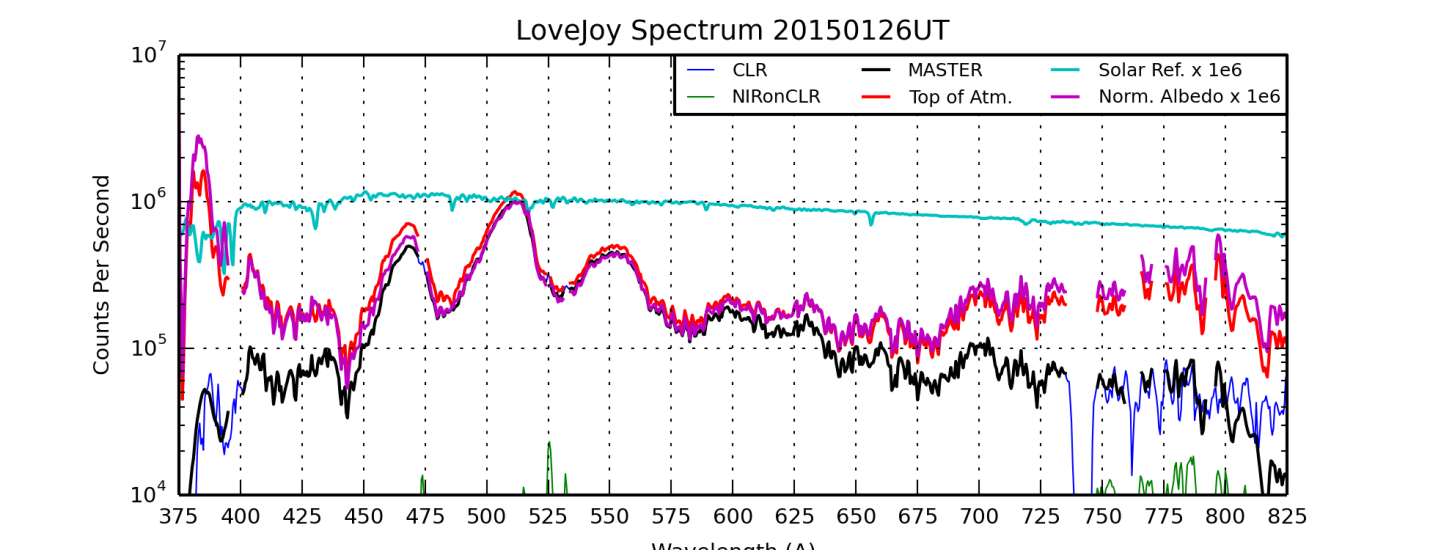 LoveJoy Spectrum 20150126UT
10^7
CLR MASTER Solar Ref. x 1e6
NIRonCLR Top of Atm. Norm. Albedo x 1e6
10^6
Counts Per Second
10^5
10^4
375 400 425 450 475 500 525 550 575 600 625 650 675 700 725 750 775 800 825
Wavelength (A)